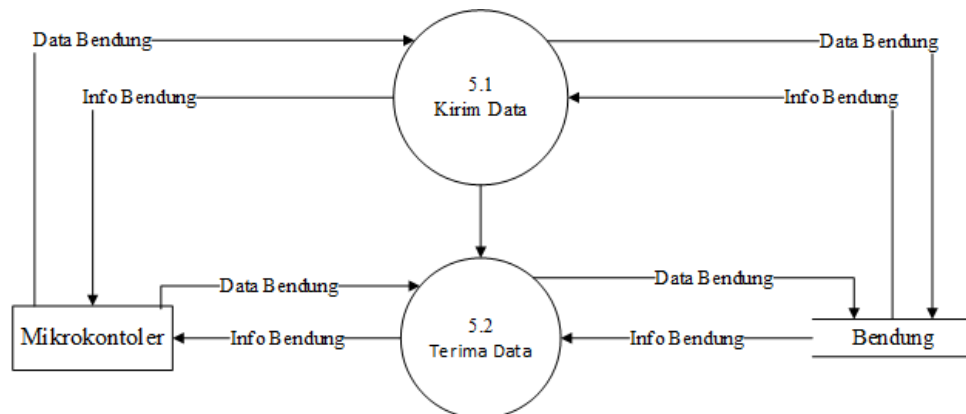 Data Bendung
Data Bendung
5.1
Kirim Data
Info Bendung
Info Bendung
Data Bendung
Data Bendung
Mikrokontoler
Info Bendung
5.2
Terima Data
Info Bendung
Bendung